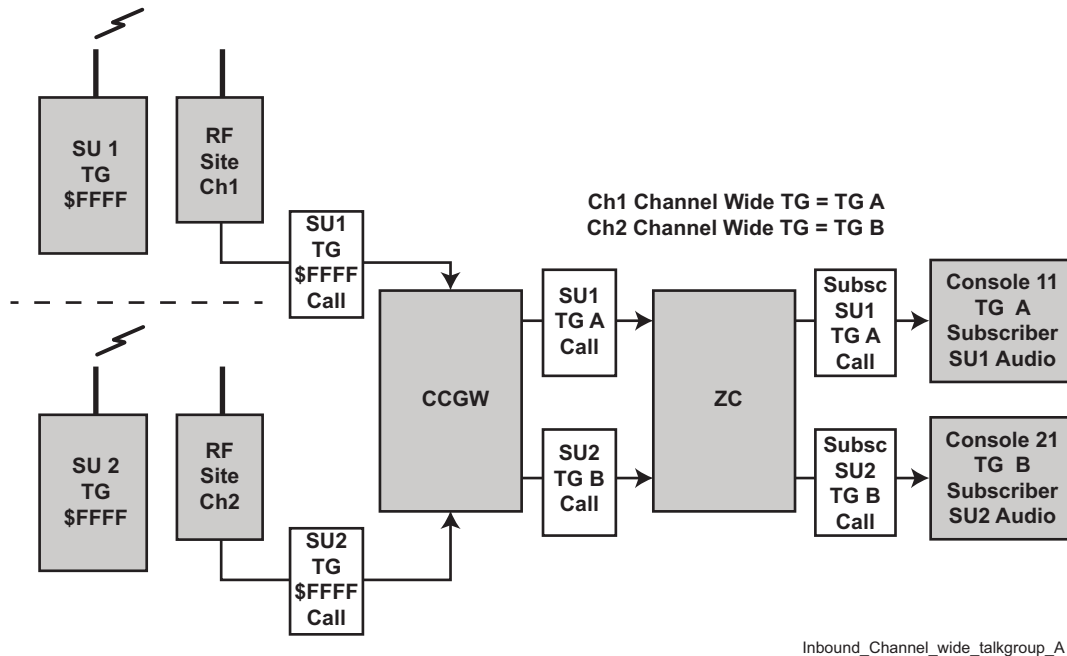 SU 1
TG
$FFFF
RF
Site
Ch1
SU1
TG
$FFFF
Call
Ch1 Channel Wide TG = TG A
Ch2 Channel Wide TG = TG B
SU 2
TG
$FFFF
RF
Site
Ch2
SU2
TG
$FFFF
Call
CCGW
SU1
TG A
Call
SU2
TG B
Call
ZC
Subsc
SU1
TG A
Call
Subsc
SU2
TG B
Call
Console 11
TG A
Subscriber
SU1 Audio
Console 21
TG B
Subscriber
SU2 Audio
Inbound_Channel_wide_talkgroup_A